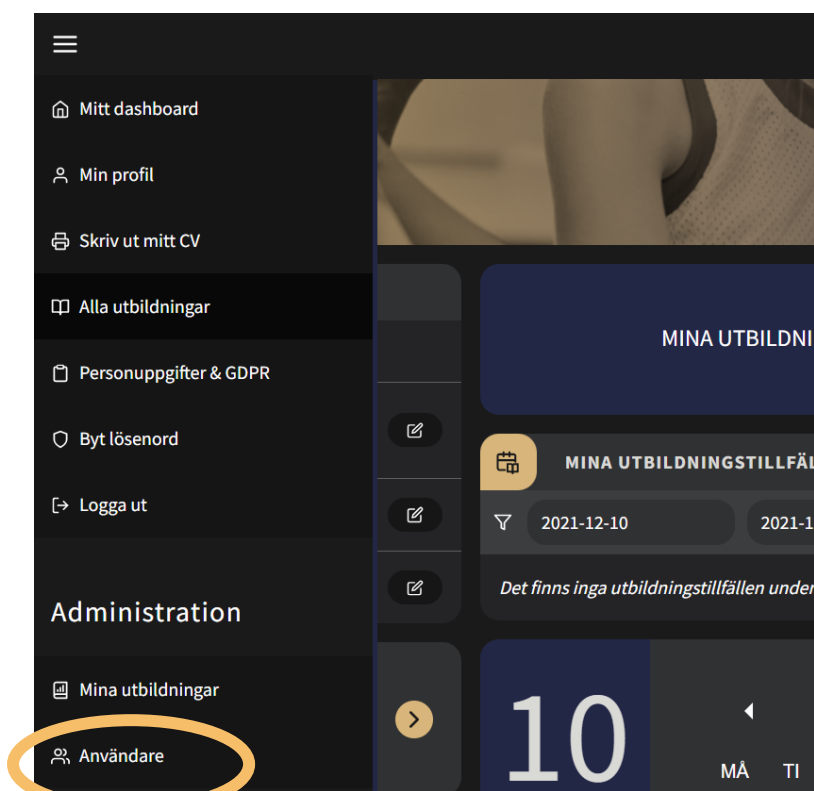 Mitt dashboard
Min profil
Skriv ut mitt CV
Alla utbildningar
Personuppgifter & GDPR
Byt lösenord
Logga ut
Administration
Mina utbildningar
Användare
MINA UTBILDNI
MINA UTBILDNINGSTILLFÄL
2021-12-10 2021-1
Det finns inga utbildningstillfällen under
10
MÅ TI